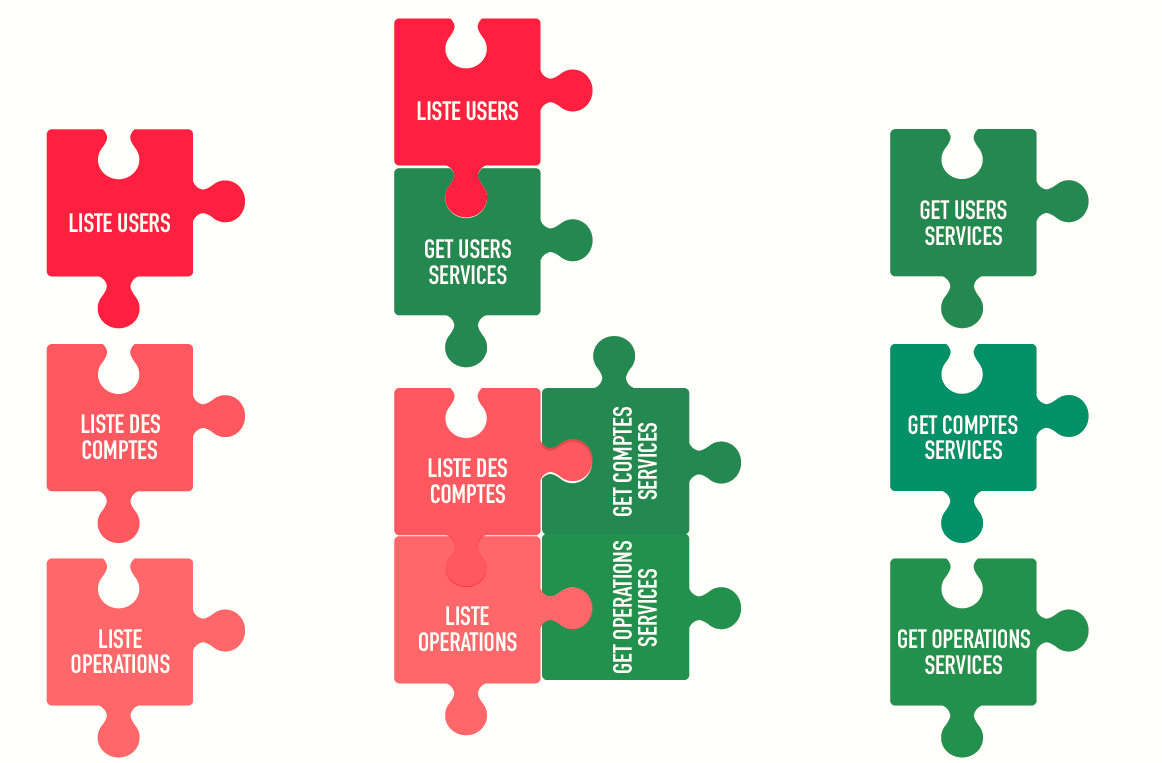 LISTE USERS
LISTE DES
COMPTES
LISTE
OPERATIONS
LISTE USERS
GET USERS
SERVICES
LISTE DES
COMPTES
GET COMPTES
SERVICES
LISTE
OPERATIONS
GET OPERATIONS
SERVICES
GET USERS
SERVICES
GET COMPTES
SERVICES
GET OPERATIONS
SERVICES